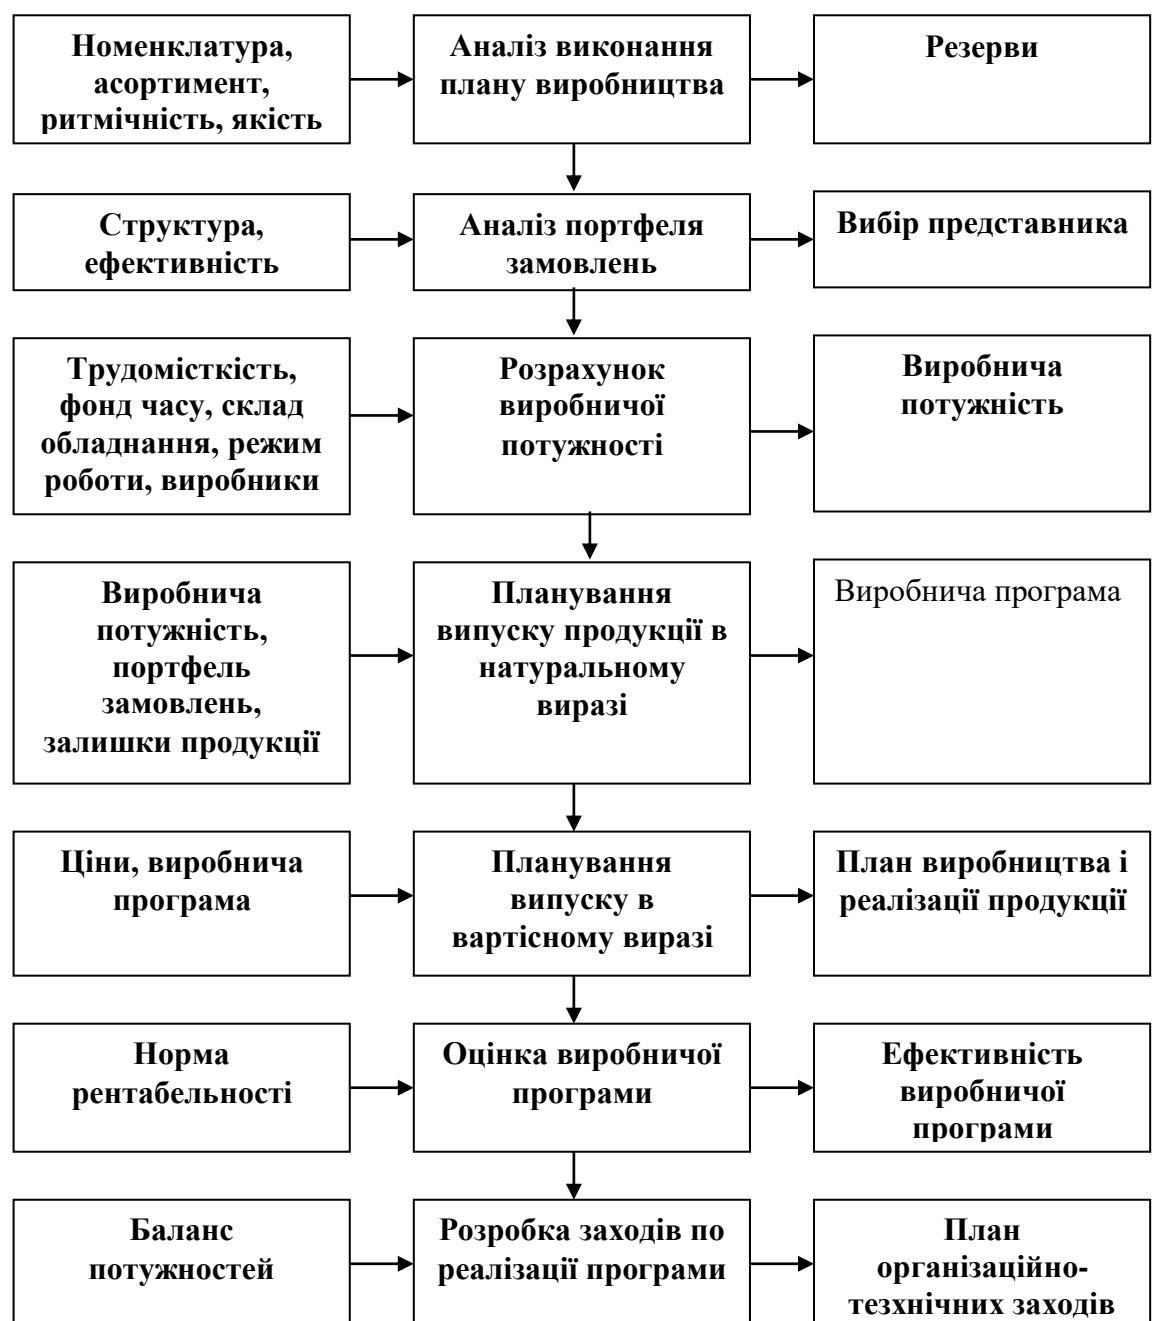 Номенклатура,
асортимент,
ритмічність, якість
Аналіз виконання
плану виробництва
Резерви
Структура,
ефективність
Аналіз портфеля
замовлень
Вибір представника
Трудомісткість,
фонд часу, склад
обладнання, режим
роботи, виробники
Розрахунок
виробничої
потужності
Виробнича
потужність
Виробнича
потужність,
портфель
замовлень,
залишки продукції
Планування
випуску продукції в
натуральному
виразі
Виробнича програма
Ціни, виробнича
програма
Планування
випуску в
вартісному виразі
План виробництва і
реалізації продукції
Норма
рентабельності
Оцінка виробничої
програми
Ефективність
виробничої
програми
Баланс
потужностей
Розробка заходів по
реалізації програми
План
організаційно-
тезхнічних заходів